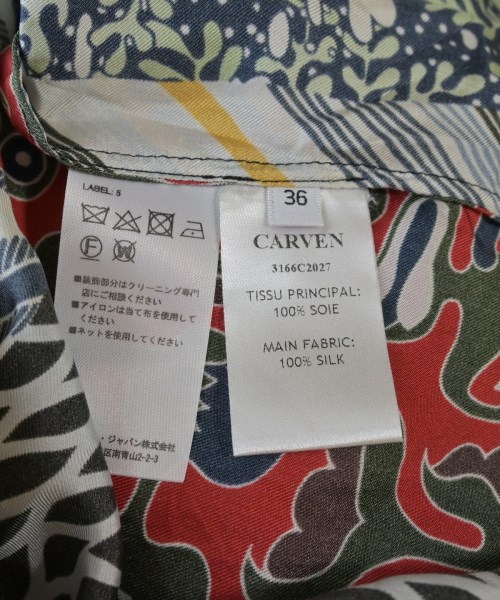 LABEL: 5
F W
■装飾部分はクリーニング専門
店にご相談ください
■アイロンは当て布を使用して
ください
■ネットを使用してください
・ジャパン株式会社
区南青山2-2-3
36
CARVEN
3166C2027
TISSU PRINCIPAL:
100% SOIE
MAIN FABRIC:
100% SILK